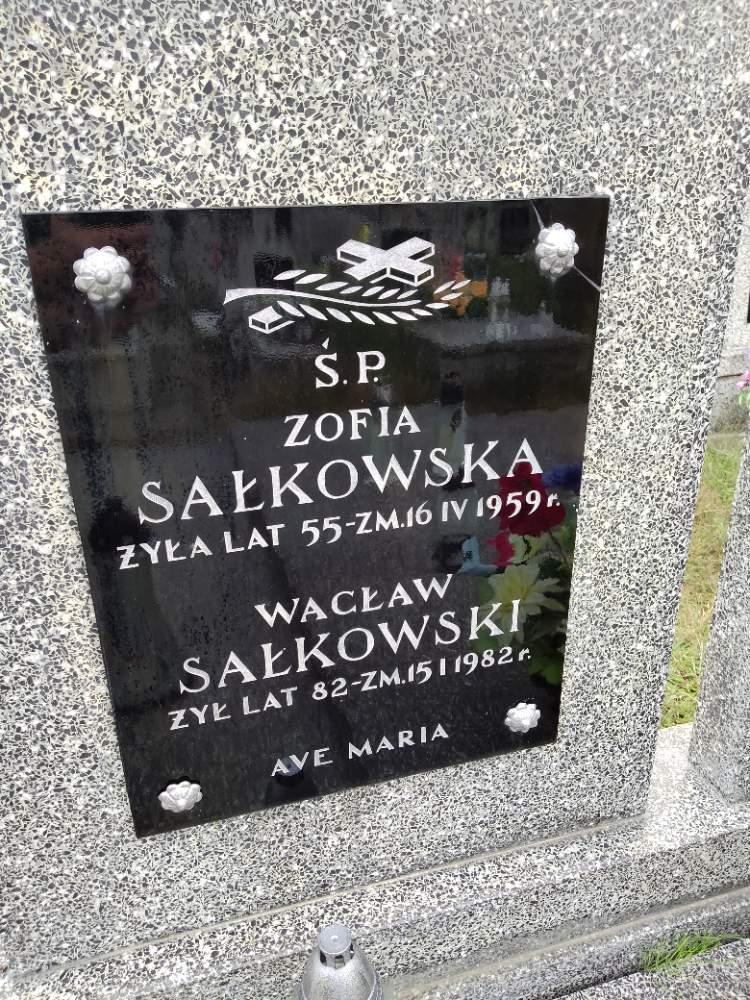 Ś.P.
ZOFIA
SAŁKOWSKA
ŻYŁA LAT 55-ZM.16 IV 1959 r.
WACŁAW
SAŁKOWSKI
ŻYŁ LAT 82-ZM.15 I 1982 r.
AVE MARIA